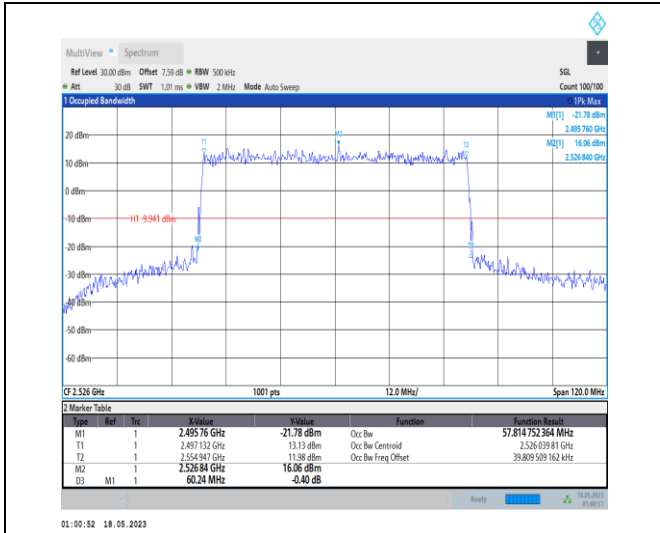 MultiView Spectrum
Ref Level 30.00 dBm Offset 7.59 dB RBW 500 kHz SGL
Att 30 dB SWT 1.01 ms VBW 2 MHz Mode Auto Sweep Count 100/100
1 Occupied Bandwidth 1Pk Max
M1[1] -21.78 dBm
2.495 760 GHz
M2[1] 16.06 dBm
2.526 840 GHz
20 dBm
T1
M2
T2
10 dBm
0 dBm
-10 dBm
H1 -9.941 dBm
-20 dBm
-30 dBm
-40 dBm
-50 dBm
-60 dBm
CF 2.526 GHz 1001 pts 12.0 MHz/ Span 120.0 MHz
2 Marker Table
Type Ref Trc X-Value Y-Value Function Function Result
M1 1 2.495 76 GHz -21.78 dBm Occ Bw 57.814 752 364 MHz
T1 1 2.497 132 GHz 13.13 dBm Occ Bw Centroid 2.526 039 81 GHz
T2 1 2.554 947 GHz 11.98 dBm Occ Bw Freq Offset 39.809 509 162 kHz
M2 1 2.526 84 GHz 16.06 dBm
D3 M1 1 60.24 MHz -0.40 dB
Ready 18.05.2023
01:00:51
01:00:52 18.05.2023